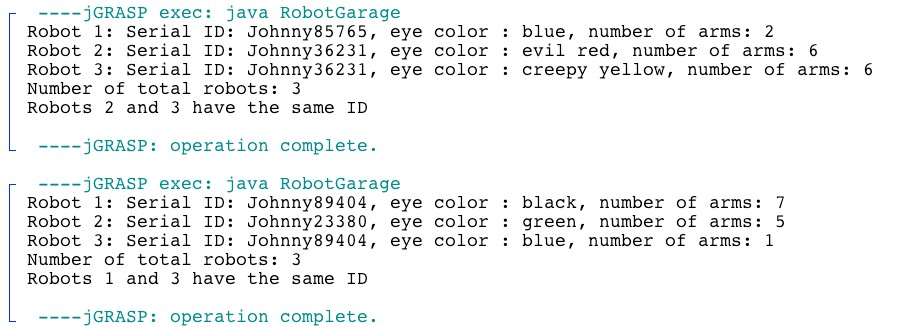 ----jGRASP exec: java RobotGarage
Robot 1: Serial ID: Johnny85765, eye color : blue, number of arms: 2
Robot 2: Serial ID: Johnny36231, eye color : evil red, number of arms: 6
Robot 3: Serial ID: Johnny36231, eye color : creepy yellow, number of arms: 6
Number of total robots: 3
Robots 2 and 3 have the same ID
----jGRASP: operation complete.
----jGRASP exec: java RobotGarage
Robot 1: Serial ID: Johnny89404, eye color : black, number of arms: 7
Robot 2: Serial ID: Johnny23380, eye color : green, number of arms: 5
Robot 3: Serial ID: Johnny89404, eye color : blue, number of arms: 1
Number of total robots: 3
Robots 1 and 3 have the same ID
----jGRASP: operation complete.